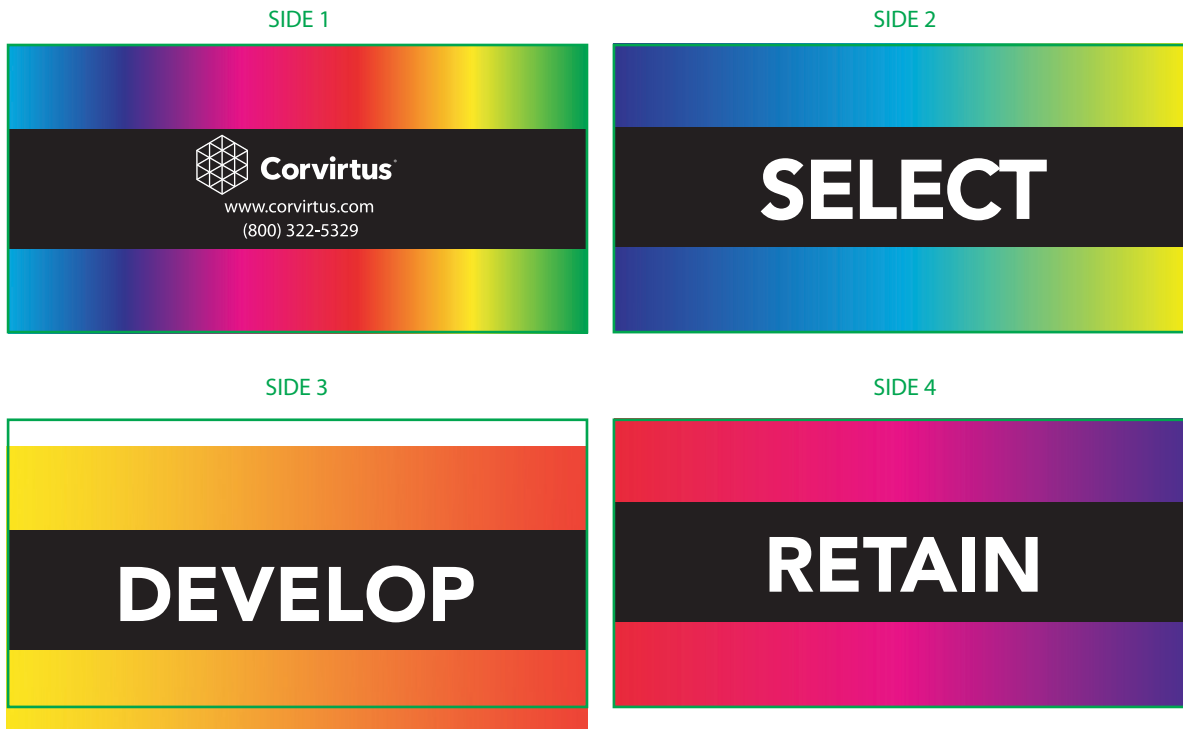 SIDE 1
Corvirtus
www.corvirtus.com
(800) 322-5329
SIDE 2
SELECT
SIDE 3
DEVELOP
SIDE 4
RETAIN